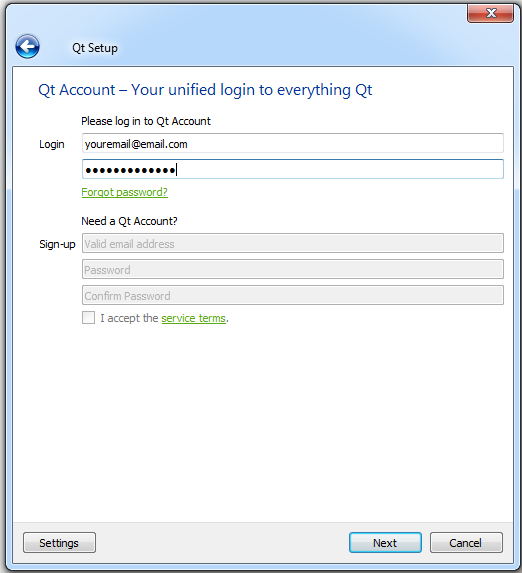 Qt Setup
Qt Account – Your unified login to everything Qt
Please log in to Qt Account
Login youremail@email.com
●●●●●●●●●●●●●
Forgot password?
Need a Qt Account?
Sign-up Valid email address
Password
Confirm Password
I accept the service terms.
Settings Next Cancel